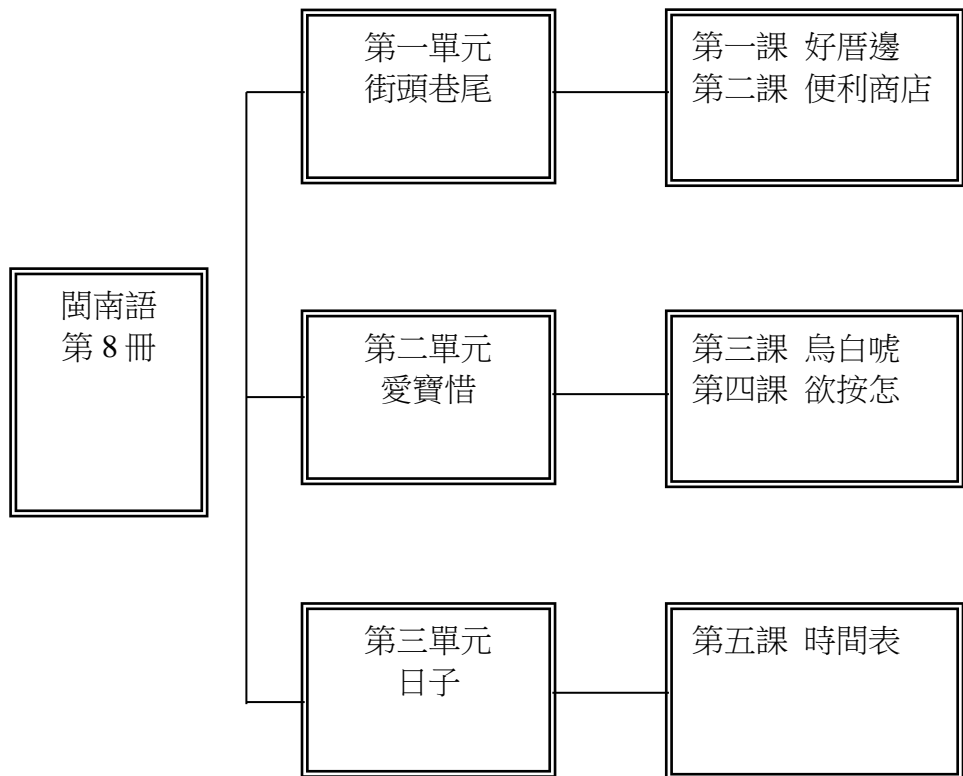 第一單元
街頭巷尾
第一課 好厝邊
第二課 便利商店
閩南語
第 8 冊
第二單元
愛寶惜
第三課 烏白唬
第四課 欲按怎
第三單元
日子
第五課 時間表